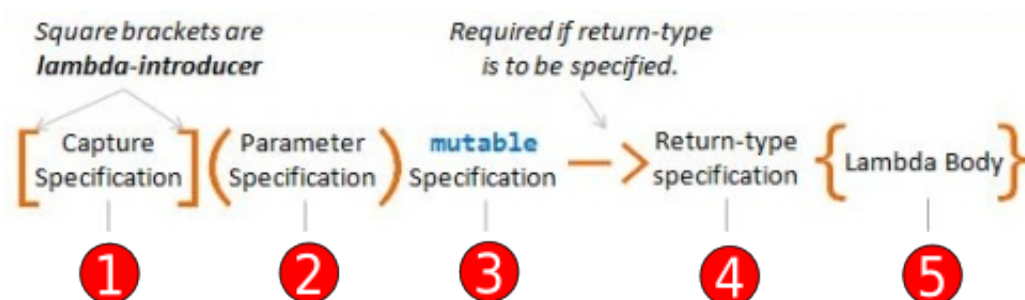 Square brackets are
lambda-introducer
Required if return-type
is to be specified.
[ Capture Specification ] ( Parameter Specification ) mutable Specification -> Return-type specification { Lambda Body }
1 2 3 4 5